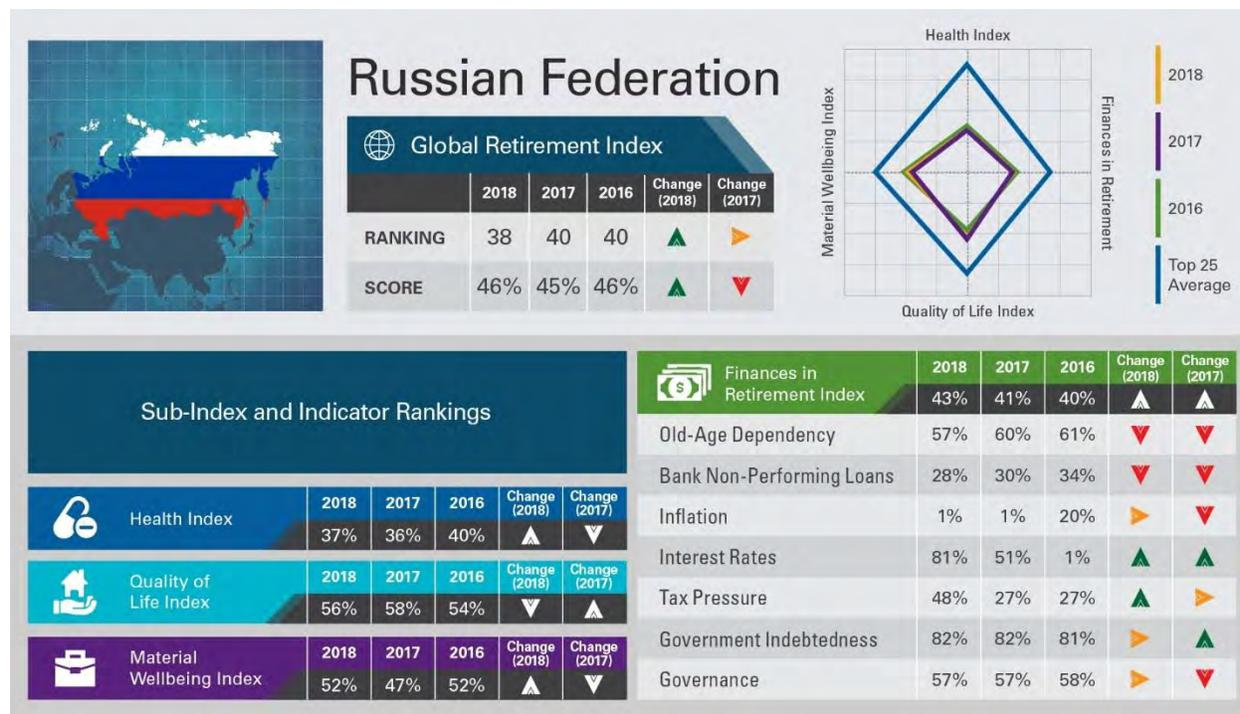 Russian Federation
Global Retirement Index
2018 2017 2016 Change (2018) Change (2017)
RANKING 38 40 40
SCORE 46% 45% 46%
Health Index
Material Wellbeing Index
Finances in Retirement
Quality of Life Index
2018
2017
2016
Top 25
Average
Sub-Index and Indicator Rankings
Health Index
2018 2017 2016 Change (2018) Change (2017)
37% 36% 40%
Quality of
Life Index
2018 2017 2016 Change (2018) Change (2017)
56% 58% 54%
Material
Wellbeing Index
2018 2017 2016 Change (2018) Change (2017)
52% 47% 52%
Finances in
Retirement Index
2018 2017 2016 Change (2018) Change (2017)
43% 41% 40%
Old-Age Dependency 57% 60% 61%
Bank Non-Performing Loans 28% 30% 34%
Inflation 1% 1% 20%
Interest Rates 81% 51% 1%
Tax Pressure 48% 27% 27%
Government Indebtedness 82% 82% 81%
Governance 57% 57% 58%